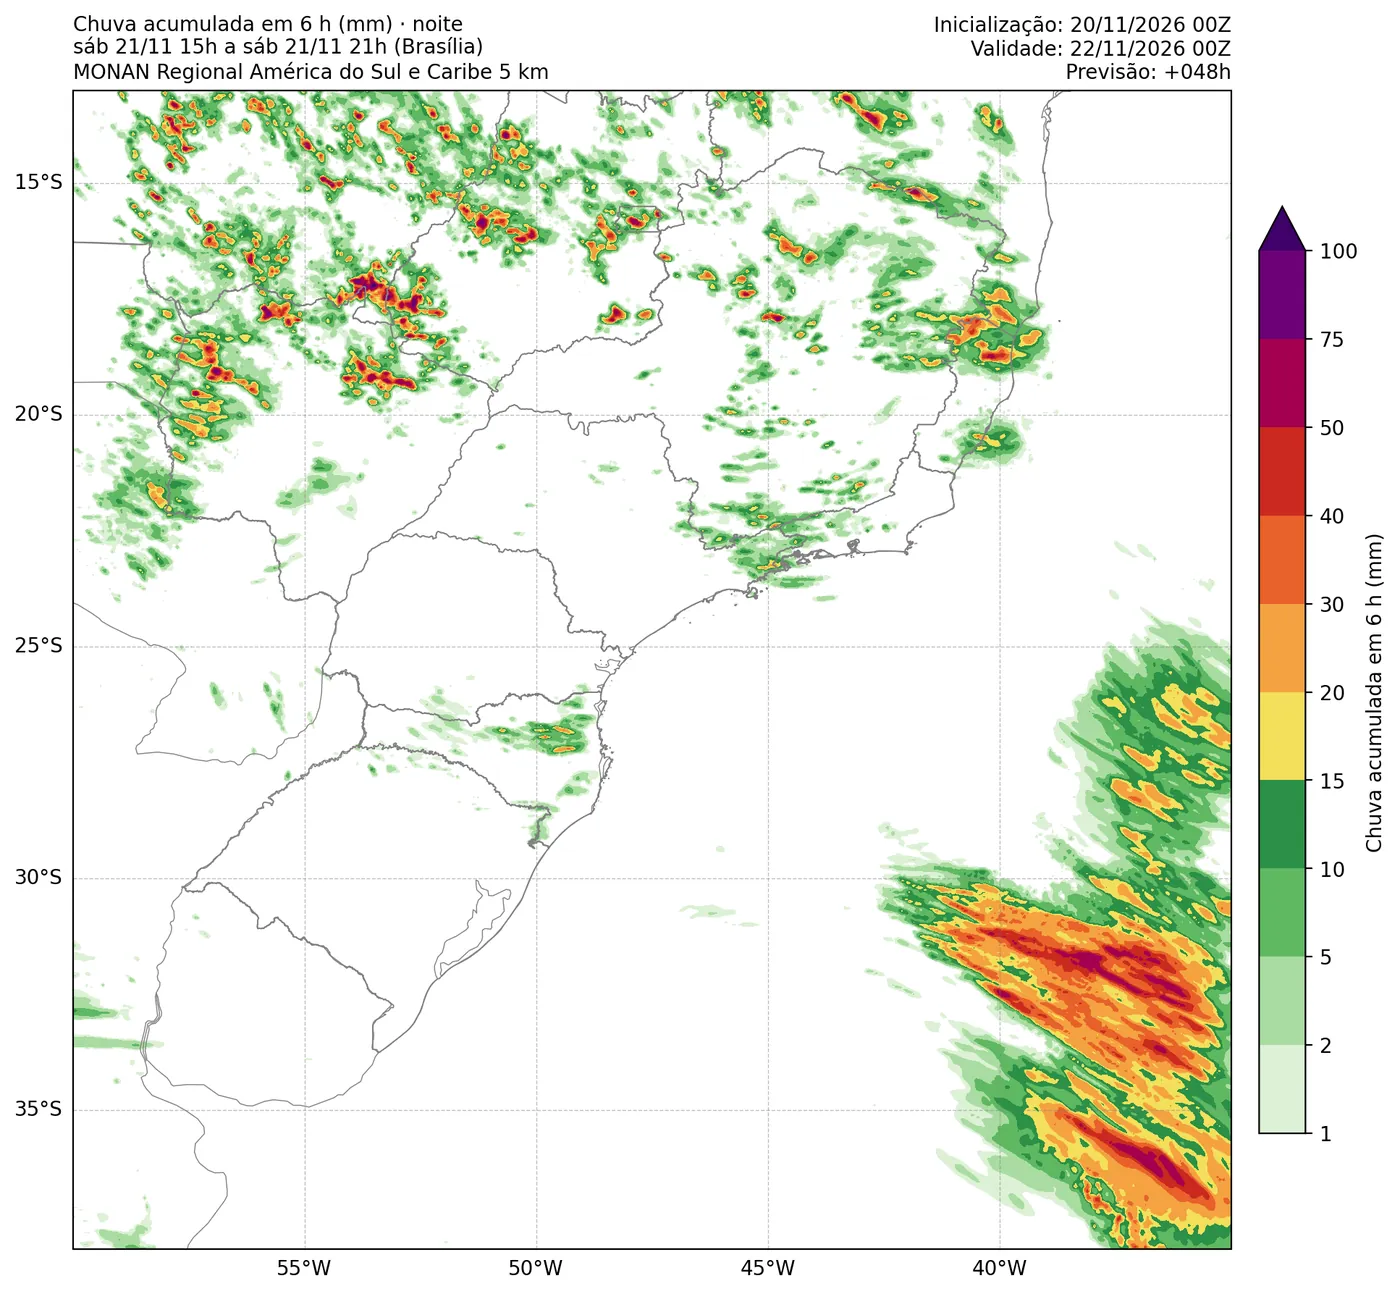 Chuva acumulada em 6 h (mm) · noite
sáb 21/11 15h a sáb 21/11 21h (Brasília)
MONAN Regional América do Sul e Caribe 5 km
Inicialização: 20/11/2026 00Z
Validade: 22/11/2026 00Z
Previsão: +048h
15°S
20°S
25°S
30°S
35°S
55°W
50°W
45°W
40°W
100
75
50
40
30
20
15
10
5
2
1
Chuva acumulada em 6 h (mm)